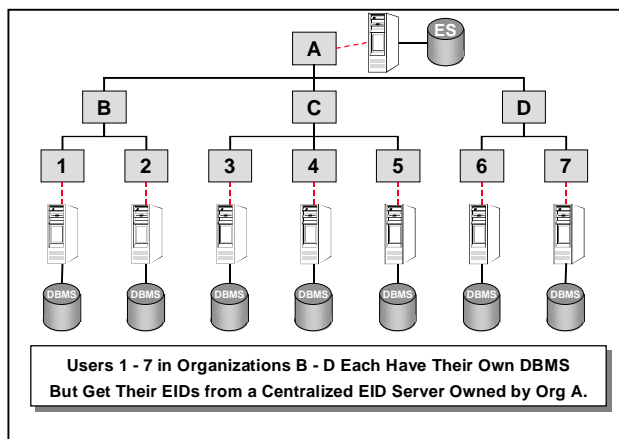 A
ES
B
C
D
1
2
3
4
5
6
7
DBMS
DBMS
DBMS
DBMS
DBMS
DBMS
DBMS
Users 1 - 7 in Organizations B - D Each Have Their Own DBMS
But Get Their EIDs from a Centralized EID Server Owned by Org A.